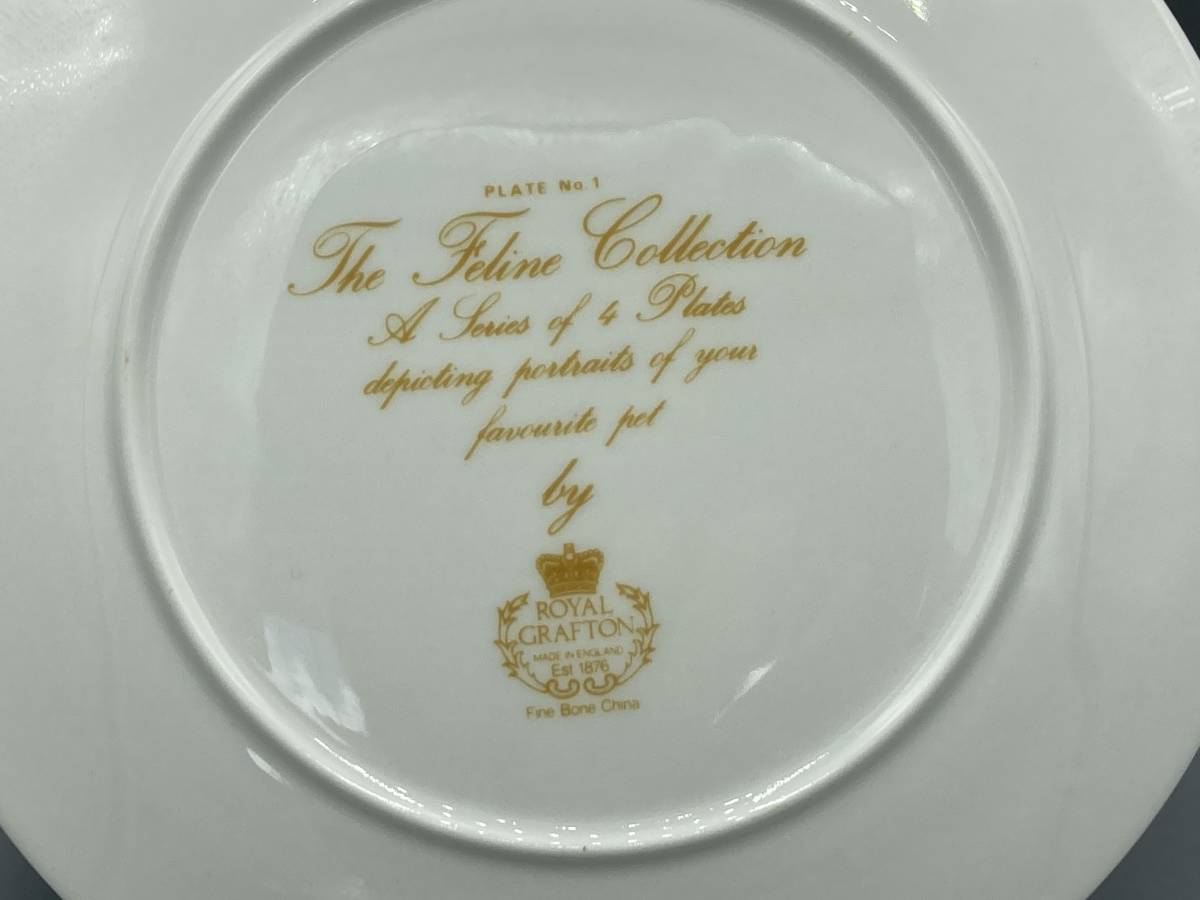 PLATE No. 1
The Feline Collection
A Series of 4 Plates
depicting portraits of your
favourite pet
by
ROYAL
GRAFTON
MADE IN ENGLAND
Est 1876
Fine Bone China